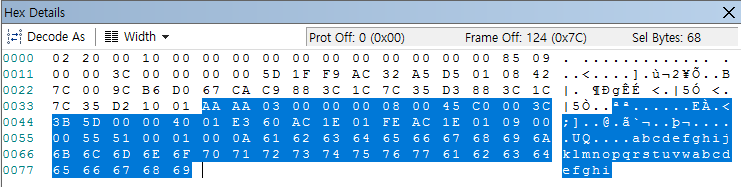 Hex Details
Decode As Width Prot Off: 0 (0x00) Frame Off: 124 (0x7C) Sel Bytes: 68
0000 02 20 00 10 00 00 00 00 00 00 00 00 00 00 00 85 09 . ............. .
0011 00 00 3C 00 00 00 00 5D 1F F9 AC 32 A5 D5 01 08 42 ..<....].ù¬2¥Õ..B
0022 7C 00 9C B6 D0 67 CA C9 88 3C 1C 7C 35 D3 88 3C 1C |. ¶ÐgÊÉ <.|5Ó <.
0033 7C 35 D2 10 01 AA AA 03 00 00 00 08 00 45 C0 00 3C |5Ò..ªª......EÀ.<
0044 3B 5D 00 00 40 01 E3 60 AC 1E 01 FE AC 1E 01 09 00 ;]..@.ã`¬..þ¬....
0055 00 55 51 00 01 00 0A 61 62 63 64 65 66 67 68 69 6A .UQ....abcdefghij
0066 6B 6C 6D 6E 6F 70 71 72 73 74 75 76 77 61 62 63 64 klmnopqrstuvwabcd
0077 65 66 67 68 69 efghi